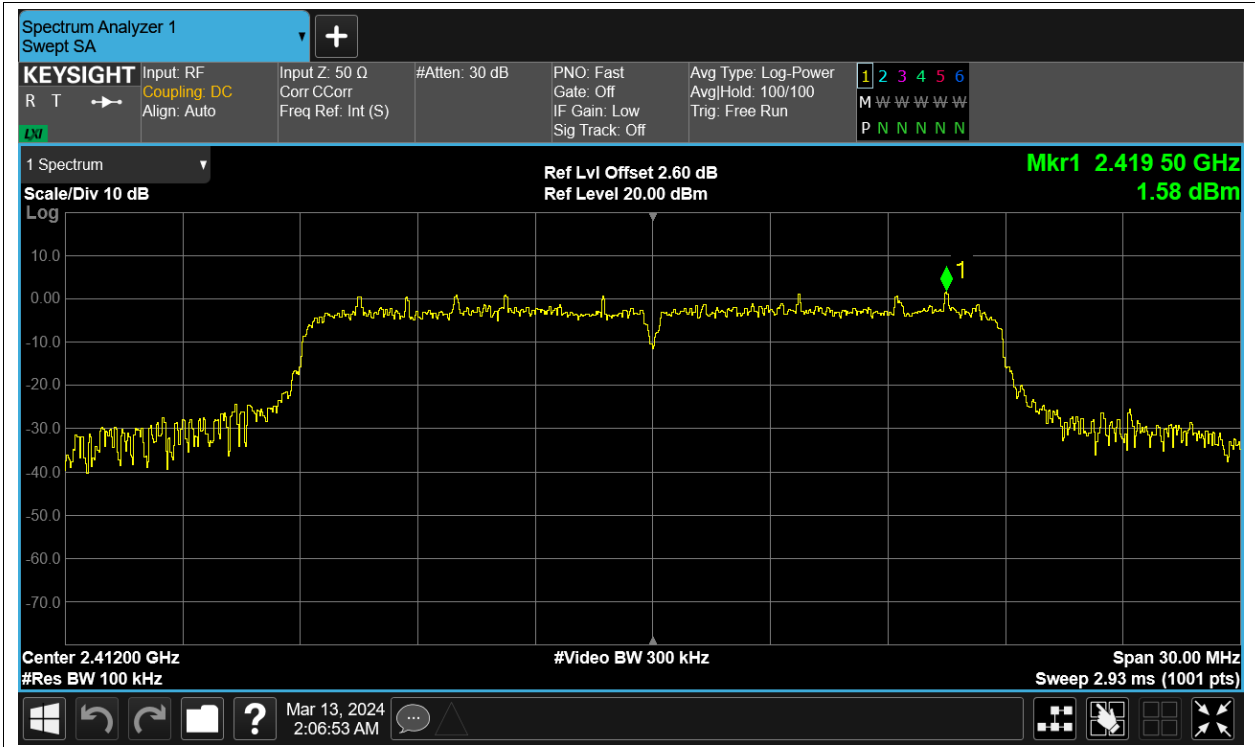 Spectrum Analyzer 1
Swept SA
KEYSIGHT
R T
LXI
Input: RF
Coupling: DC
Align: Auto
Input Z: 50 Ω
Corr CCorr
Freq Ref: Int (S)
#Atten: 30 dB
PNO: Fast
Gate: Off
IF Gain: Low
Sig Track: Off
Avg Type: Log-Power
Avg|Hold: 100/100
Trig: Free Run
1 2 3 4 5 6
M W W W W W
P N N N N N
1 Spectrum
Scale/Div 10 dB
Ref Lvl Offset 2.60 dB
Ref Level 20.00 dBm
Mkr1 2.419 50 GHz
1.58 dBm
Log
10.0
0.00
-10.0
-20.0
-30.0
-40.0
-50.0
-60.0
-70.0
1
Center 2.41200 GHz
#Res BW 100 kHz
#Video BW 300 kHz
Span 30.00 MHz
Sweep 2.93 ms (1001 pts)
?
Mar 13, 2024
2:06:53 AM